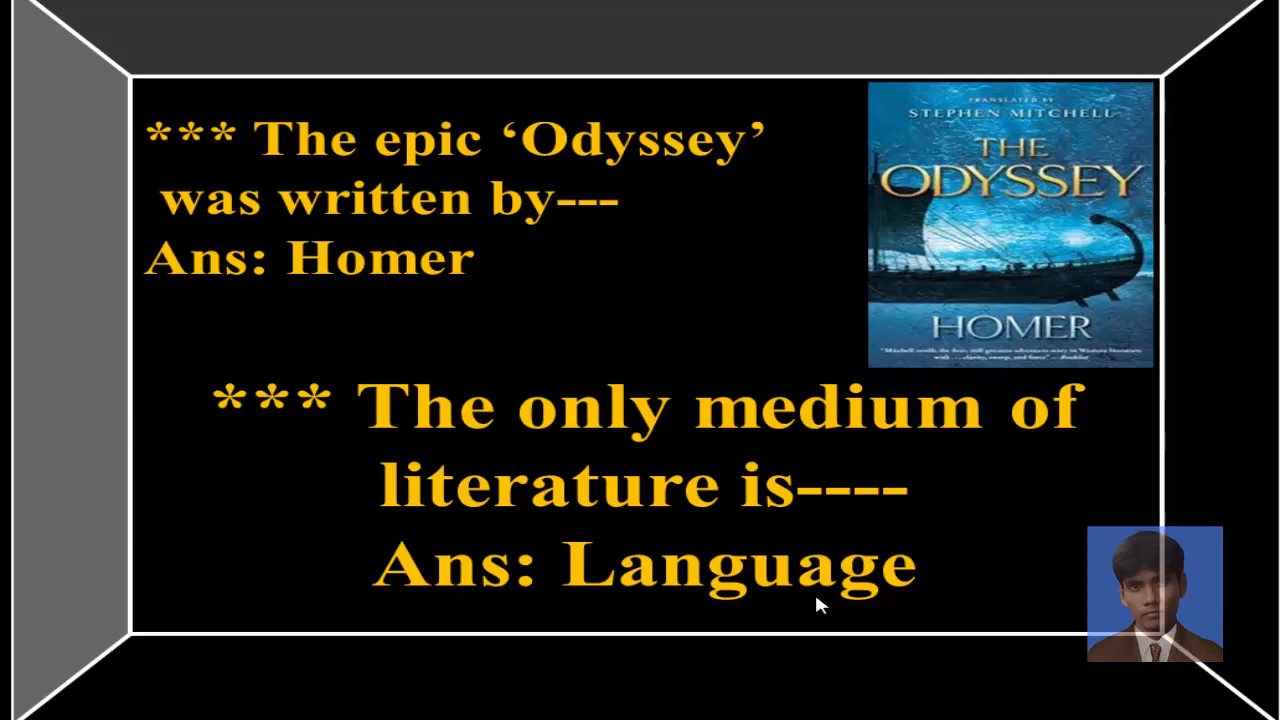 *** The epic ‘Odyssey’
was written by---
Ans: Homer
TRANSLATED BY
STEPHEN MITCHELL
THE
ODYSSEY
HOMER
*** The only medium of
literature is----
Ans: Language